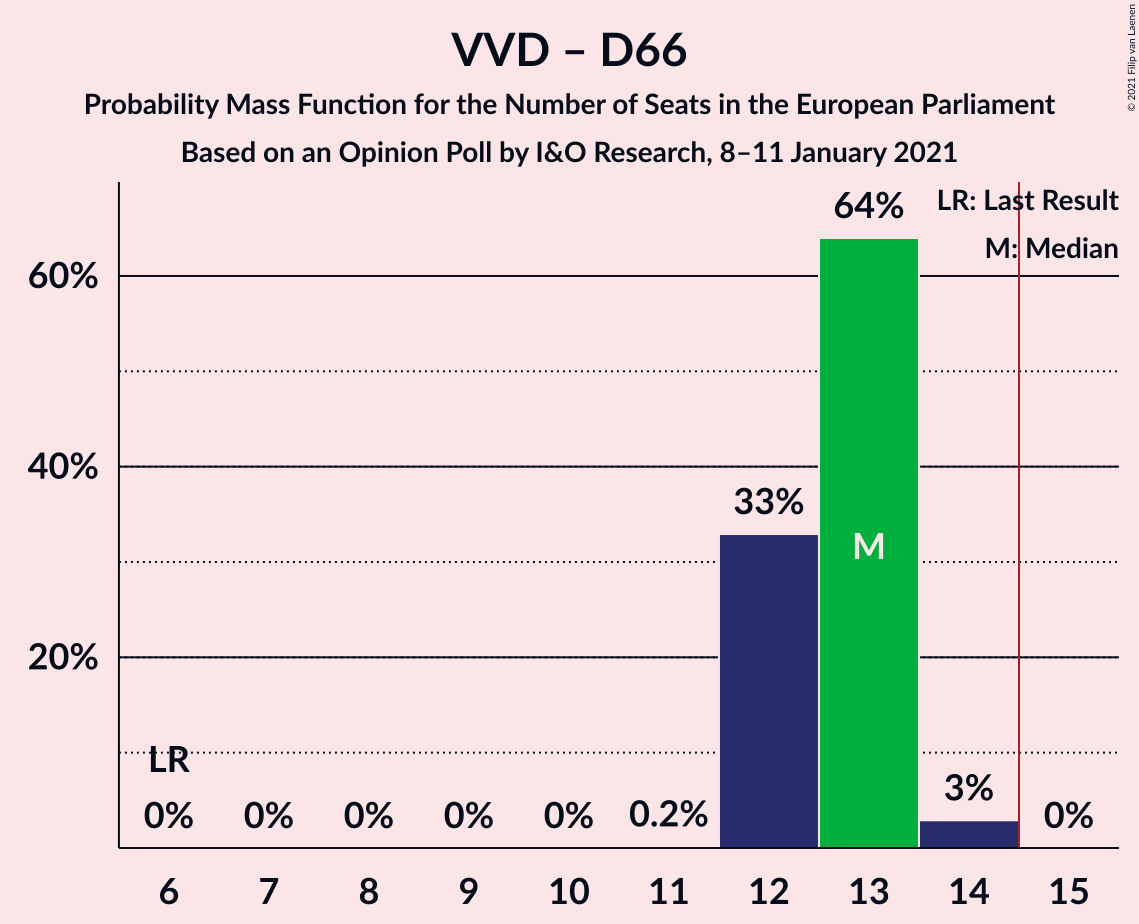 VVD – D66
Probability Mass Function for the Number of Seats in the European Parliament
Based on an Opinion Poll by I&O Research, 8–11 January 2021
© 2021 Filip van Laenen
LR: Last Result
M: Median
64%
60%
40%
33%
M
20%
LR
0% 0% 0% 0% 0% 0.2% 3% 0%
6 7 8 9 10 11 12 13 14 15